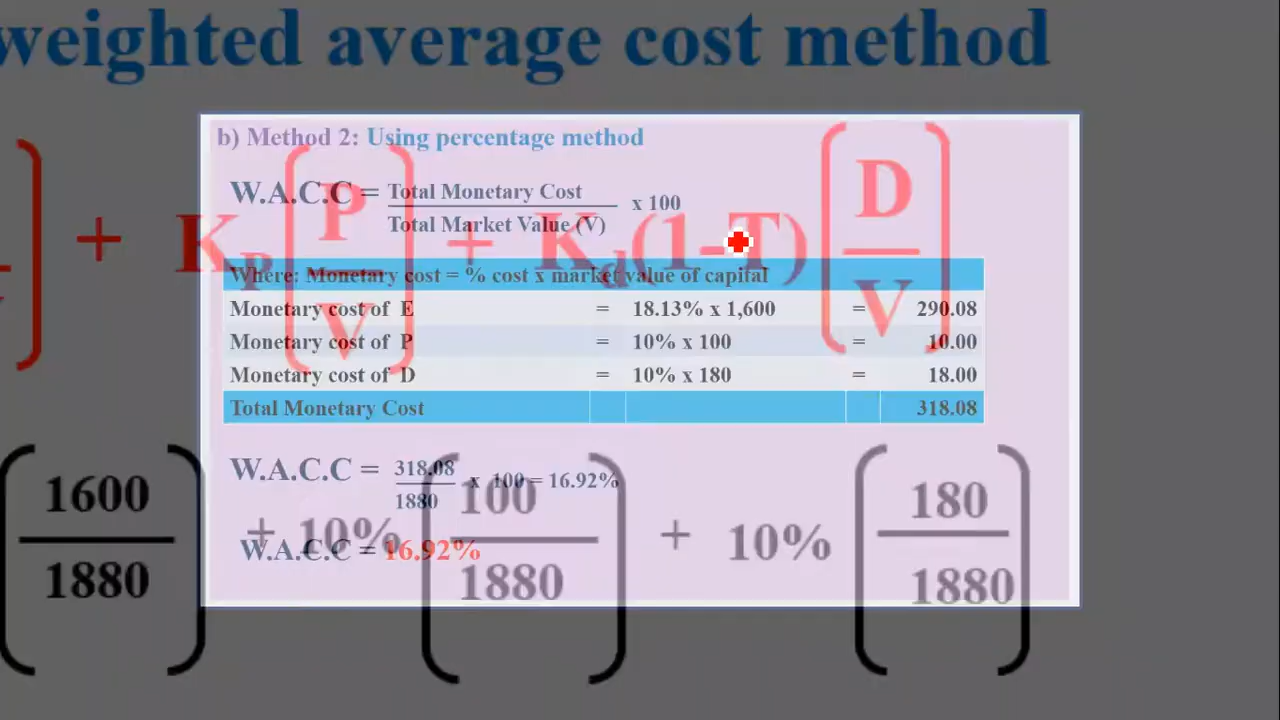 weighted average cost method
b) Method 2: Using percentage method
W.A.C.C = Total Monetary Cost / Total Market Value (V) x 100
+ KP (P/V) + Kd(1-T) (D/V)
Where: Monetary cost = % cost x market value of capital
Monetary cost of E = 18.13% x 1,600 = 290.08
Monetary cost of P = 10% x 100 = 10.00
Monetary cost of D = 10% x 180 = 18.00
Total Monetary Cost 318.08
W.A.C.C = 318.08 / 1880 x 100 = 16.92%
W.A.C.C = 16.92%
(1600/1880) + 10% (100/1880) + 10% (180/1880)